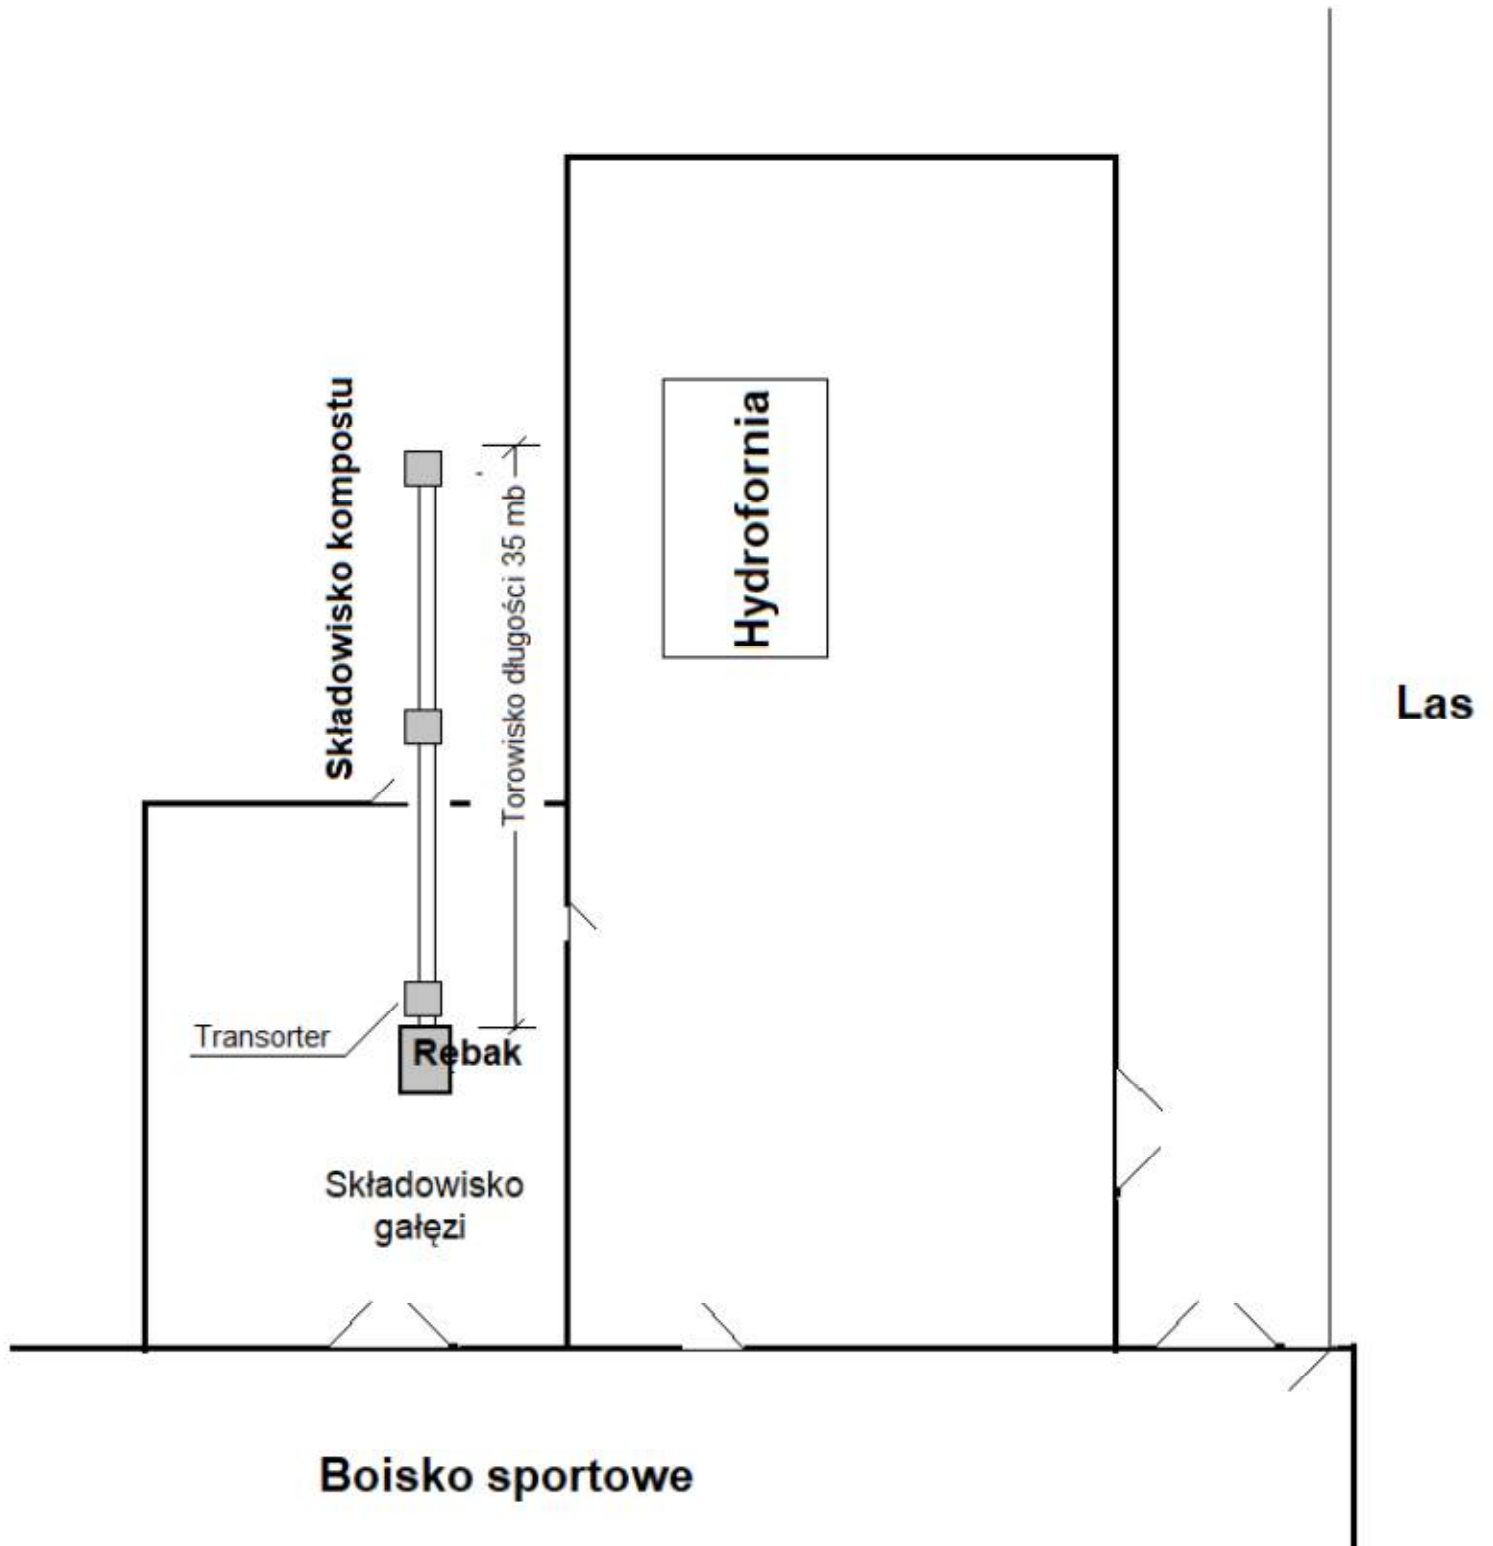 Składowisko kompostu
Torowisko długości 35 mb
Hydrofornia
Las
Transorter
Rębak
Składowisko
gałęzi
Boisko sportowe